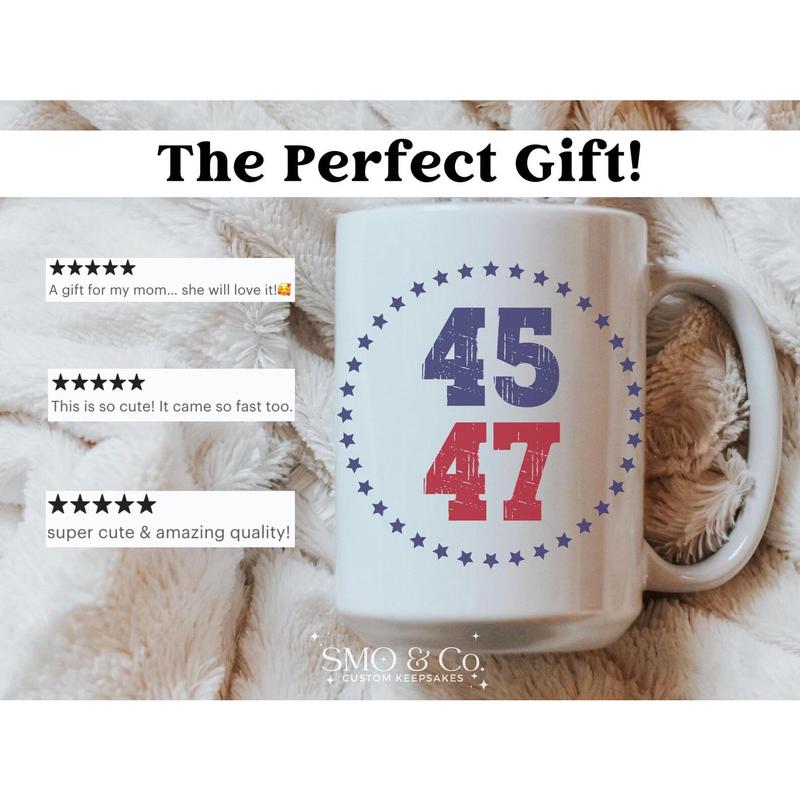 The Perfect Gift!
★★★★★
A gift for my mom... she will love it!🥰
★★★★★
This is so cute! It came so fast too.
★★★★★
super cute & amazing quality!
45
47
SMO & Co.
CUSTOM KEEPSAKES